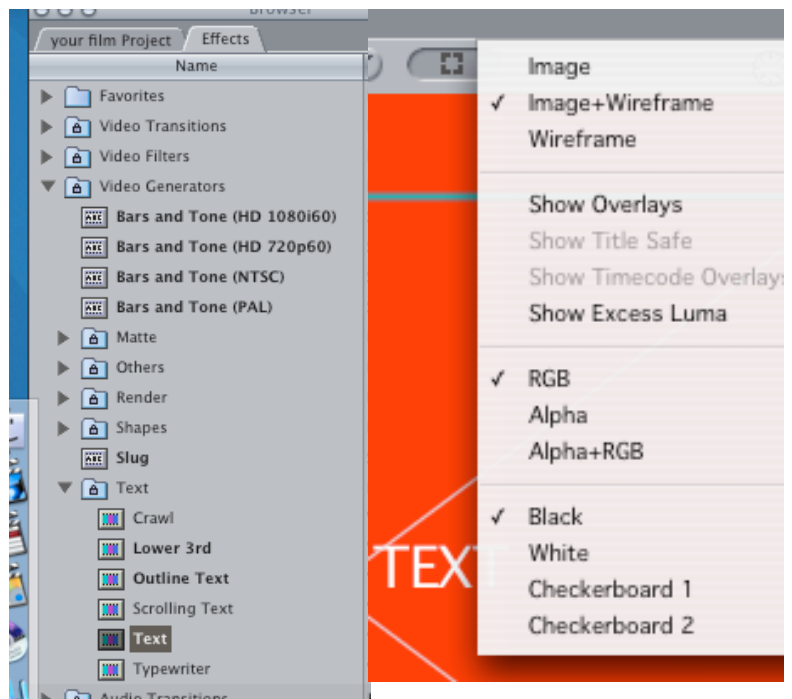 Browser
your film Project
Effects
Name
Favorites
Video Transitions
Video Filters
Video Generators
Bars and Tone (HD 1080i60)
Bars and Tone (HD 720p60)
Bars and Tone (NTSC)
Bars and Tone (PAL)
Matte
Others
Render
Shapes
Slug
Text
Crawl
Lower 3rd
Outline Text
Scrolling Text
Text
Typewriter
Audio Transitions
Image
✓ Image+Wireframe
Wireframe
Show Overlays
Show Title Safe
Show Timecode Overlays
Show Excess Luma
✓ RGB
Alpha
Alpha+RGB
✓ Black
White
Checkerboard 1
Checkerboard 2
TEXT